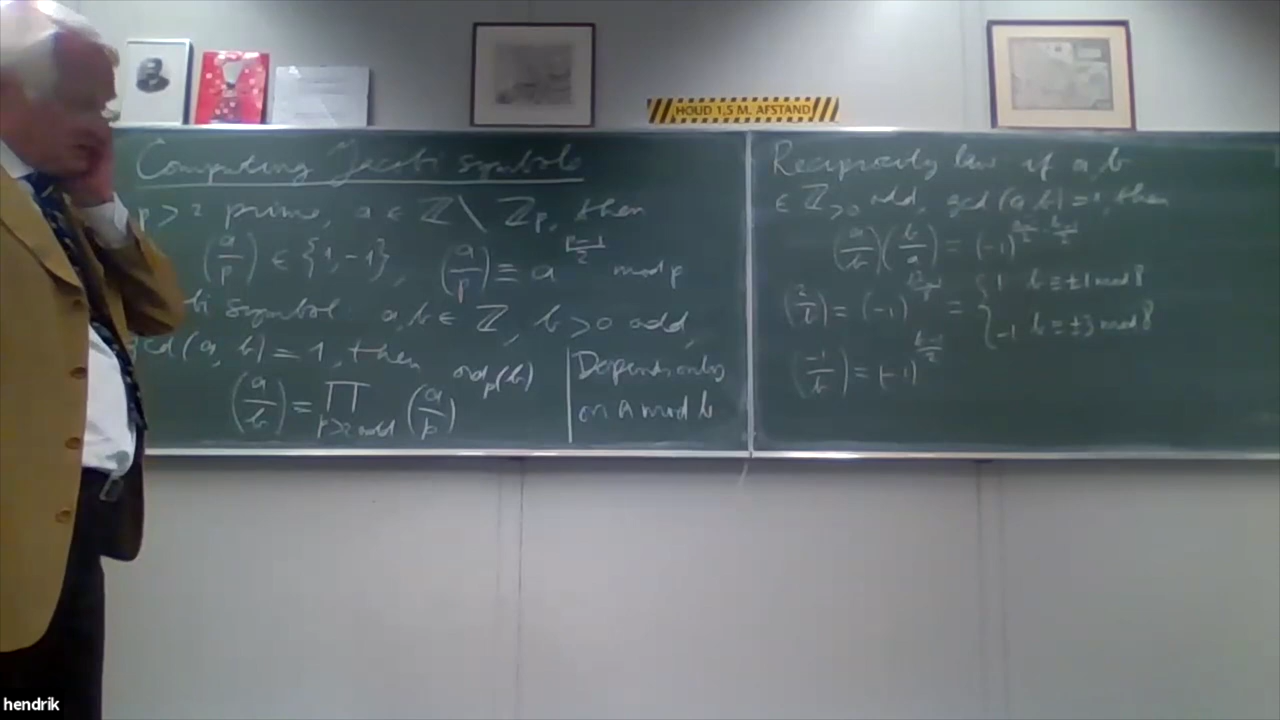 HOUD 1,5 M. AFSTAND
Computing Jacobi symbols
p > 2 prime, a ∈ ℤ \ ℤp, then
(a/p) ∈ {1, -1}, (a/p) ≡ a^((p-1)/2) mod p
bi symbol a, b ∈ ℤ, b > 0 odd,
gcd(a, b) = 1, then
(a/b) = ∏_(p>2 odd) (a/p)^(ord_p(b))
Depends only
on a mod b
Reciprocity law if a, b
∈ ℤ_(>0) odd, gcd(a, b) = 1, then
(a/b)(b/a) = (-1)^((a-1)/2 · (b-1)/2)
(2/b) = (-1)^((b²-1)/8) = { 1 b ≡ ±1 mod 8
-1 b ≡ ±3 mod 8
(-1/b) = (-1)^((b-1)/2)
hendrik